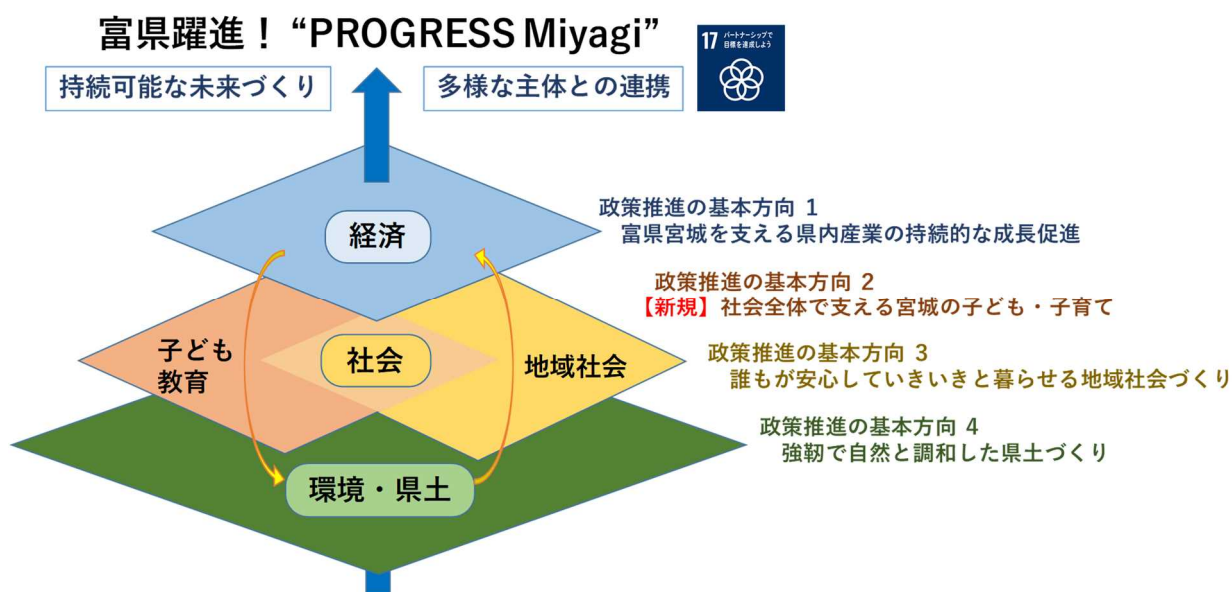 富県躍進！“PROGRESS Miyagi”
17 パートナーシップで
目標を達成しよう
持続可能な未来づくり
多様な主体との連携
経済
政策推進の基本方向 1
富県宮城を支える県内産業の持続的な成長促進
政策推進の基本方向 2
【新規】社会全体で支える宮城の子ども・子育て
子ども
教育
社会
地域社会
政策推進の基本方向 3
誰もが安心していきいきと暮らせる地域社会づくり
政策推進の基本方向 4
強靭で自然と調和した県土づくり
環境・県土